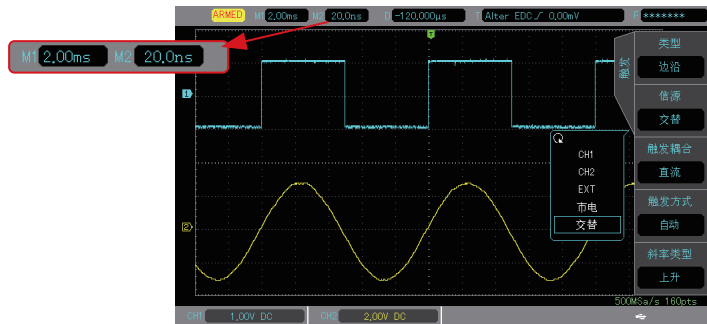 ARMED M1 2.00ms M2 20.0ns D -120.000µs T Alter EDC 0.00mV F *******
M1 2.00ms M2 20.0ns
T
1
2
触发
类型
边沿
信源
交替
触发耦合
直流
触发方式
自动
斜率类型
上升
CH1
CH2
EXT
市电
交替
500MSa/s 160pts
CH1 1.00V DC CH2 2.00V DC